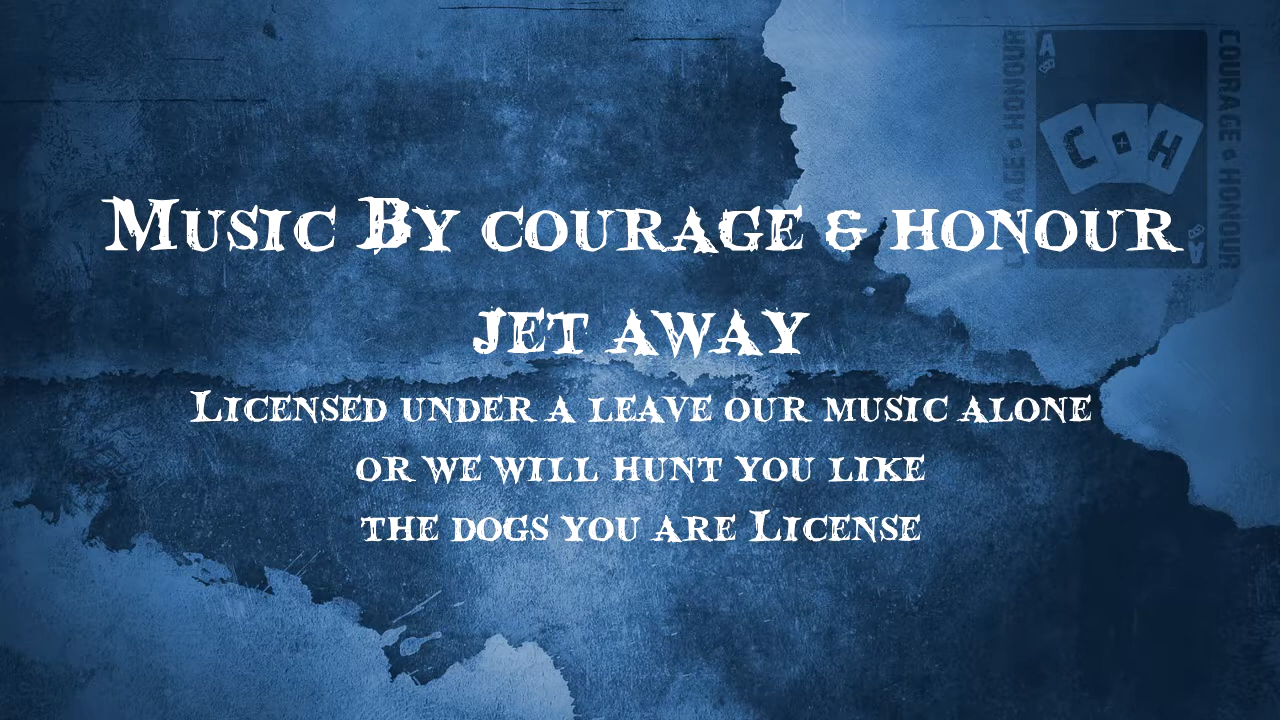 A
COURAGE & HONOUR
COURAGE & HONOUR
C
H
A
Music By COURAGE & HONOUR
JET AWAY
Licensed under a leave our music alone
or we will hunt you like
the dogs you are License